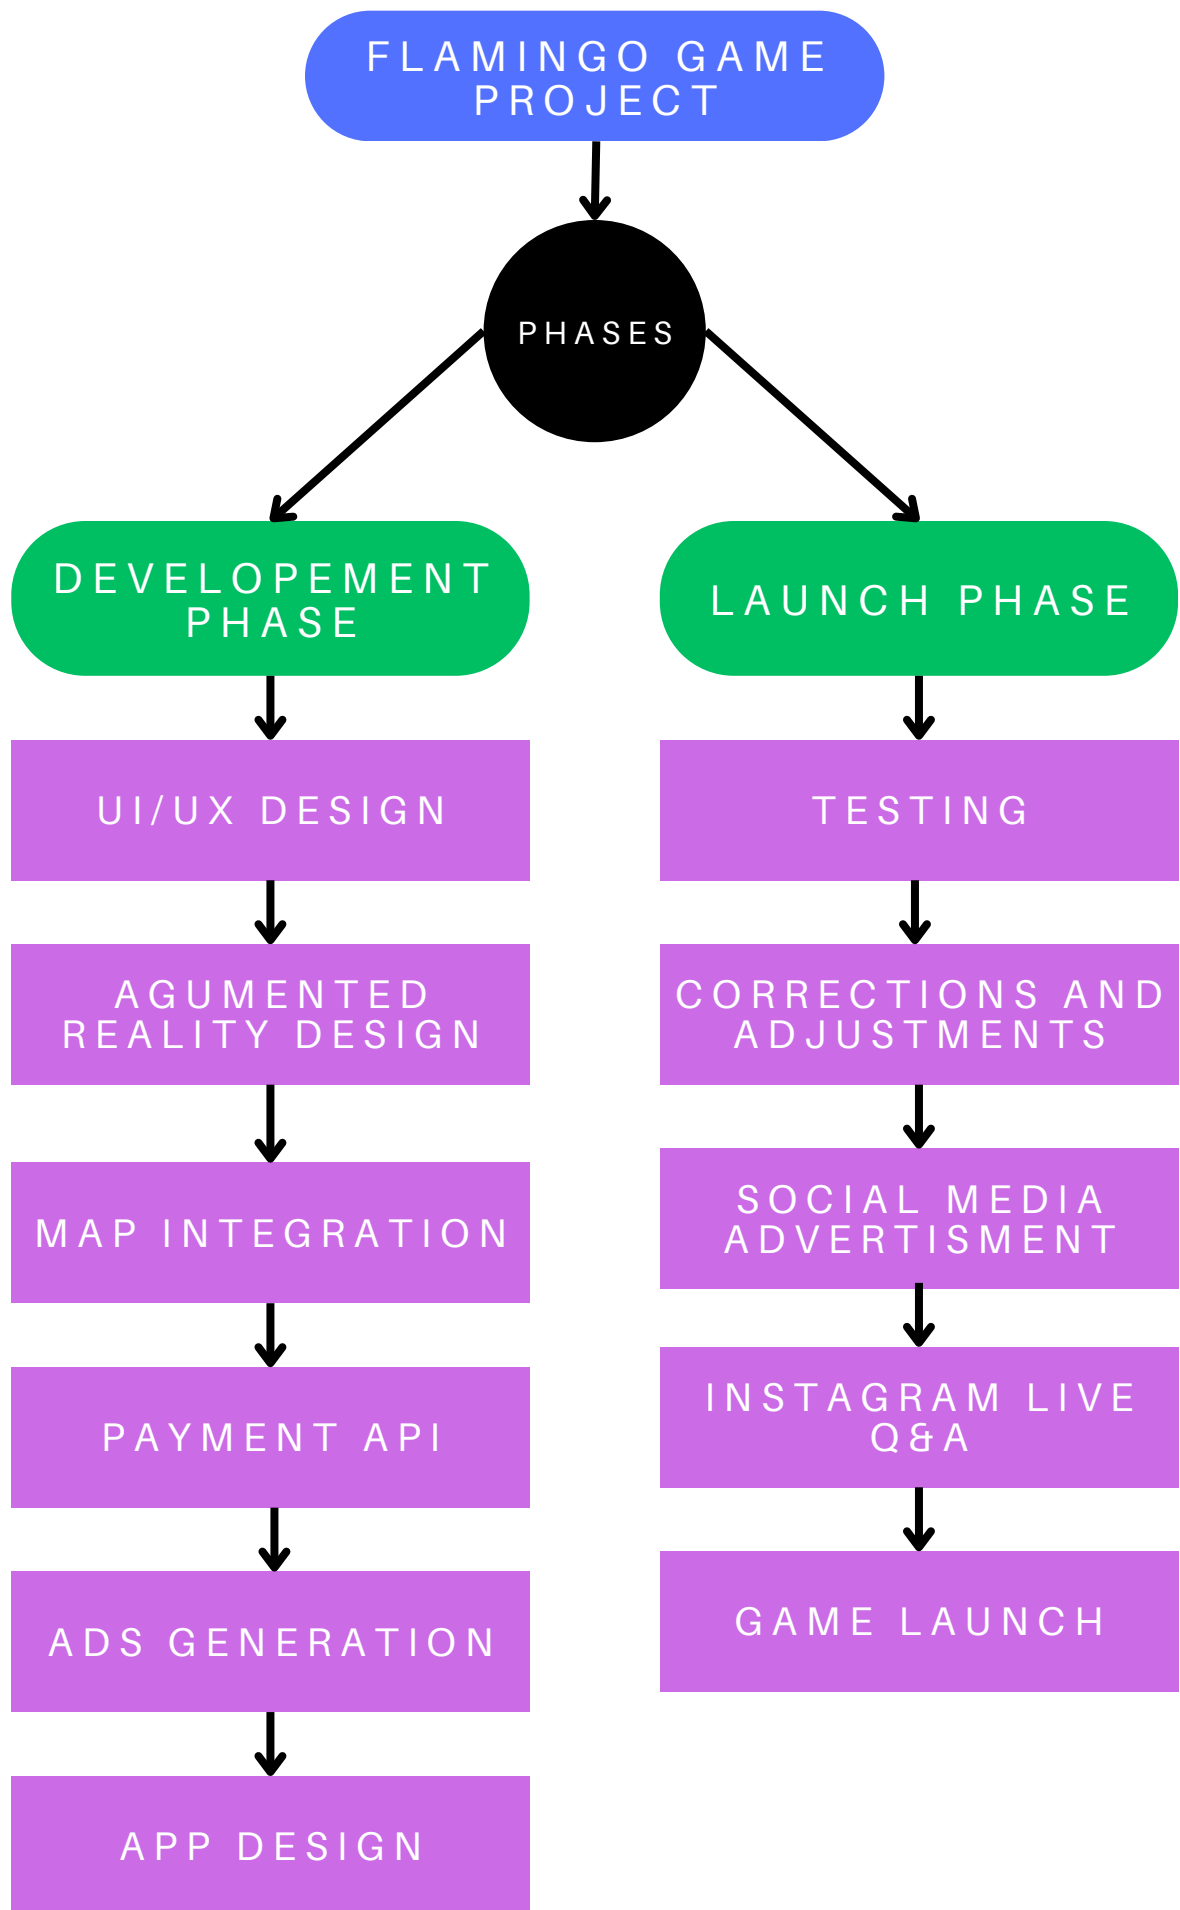 FLAMINGO GAME
PROJECT
PHASES
DEVELOPEMENT
PHASE
UI/UX DESIGN
AGUMENTED
REALITY DESIGN
MAP INTEGRATION
PAYMENT API
ADS GENERATION
APP DESIGN
LAUNCH PHASE
TESTING
CORRECTIONS AND
ADJUSTMENTS
SOCIAL MEDIA
ADVERTISMENT
INSTAGRAM LIVE
Q&A
GAME LAUNCH